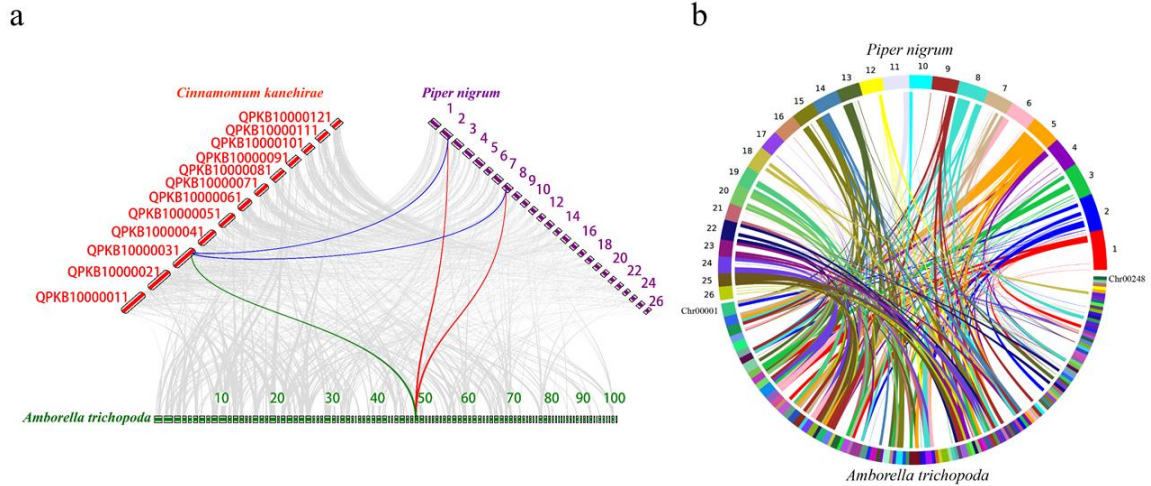 a
b
Cinnamomum kanehirae
Piper nigrum
QPKB10000121
QPKB10000111
QPKB10000101
QPKB10000091
QPKB10000081
QPKB10000071
QPKB10000061
QPKB10000051
QPKB10000041
QPKB10000031
QPKB10000021
QPKB10000011
1
2
3
4
5
6
7
8
9
10
12
14
16
18
20
22
24
26
10 20 30 40 50 60 70 80 90 100
Amborella trichopoda
Piper nigrum
1
2
3
4
5
6
7
8
9
10
11
12
13
14
15
16
17
18
19
20
21
22
23
24
25
26
Chr00001
Chr00248
Amborella trichopoda